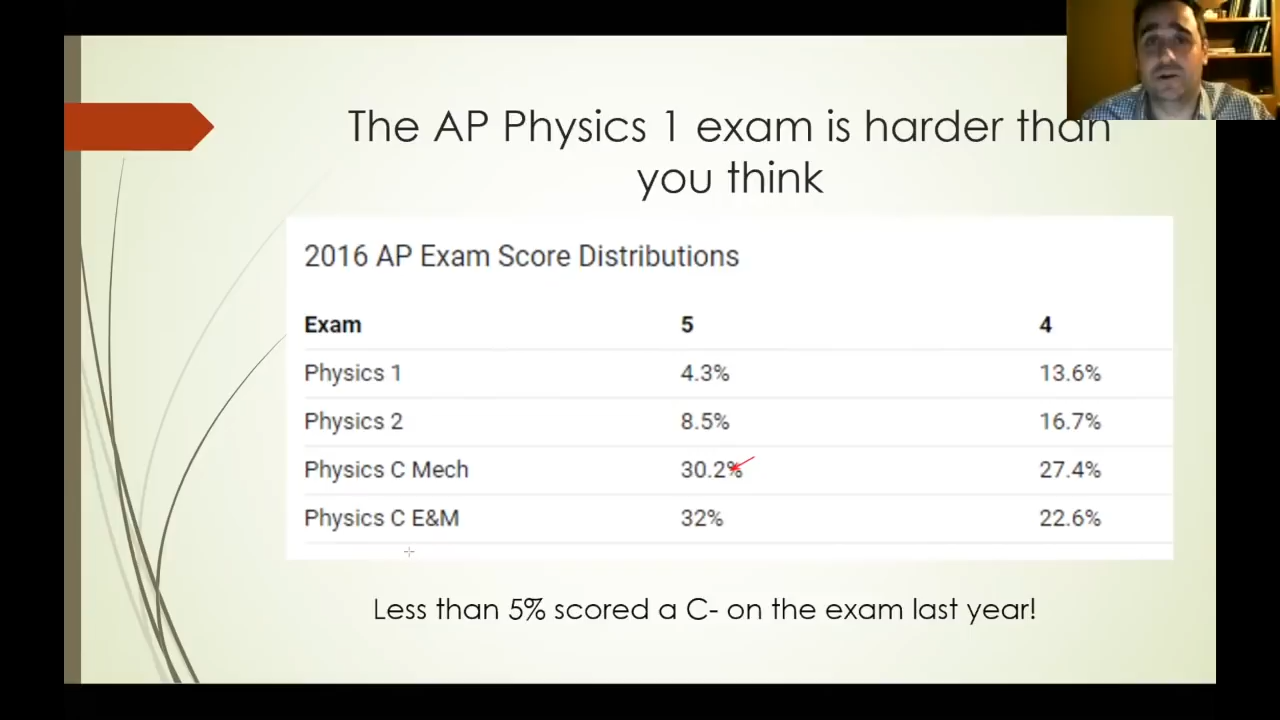 The AP Physics 1 exam is harder than
you think
2016 AP Exam Score Distributions
Exam 5 4
Physics 1 4.3% 13.6%
Physics 2 8.5% 16.7%
Physics C Mech 30.2% 27.4%
Physics C E&M 32% 22.6%
Less than 5% scored a C- on the exam last year!